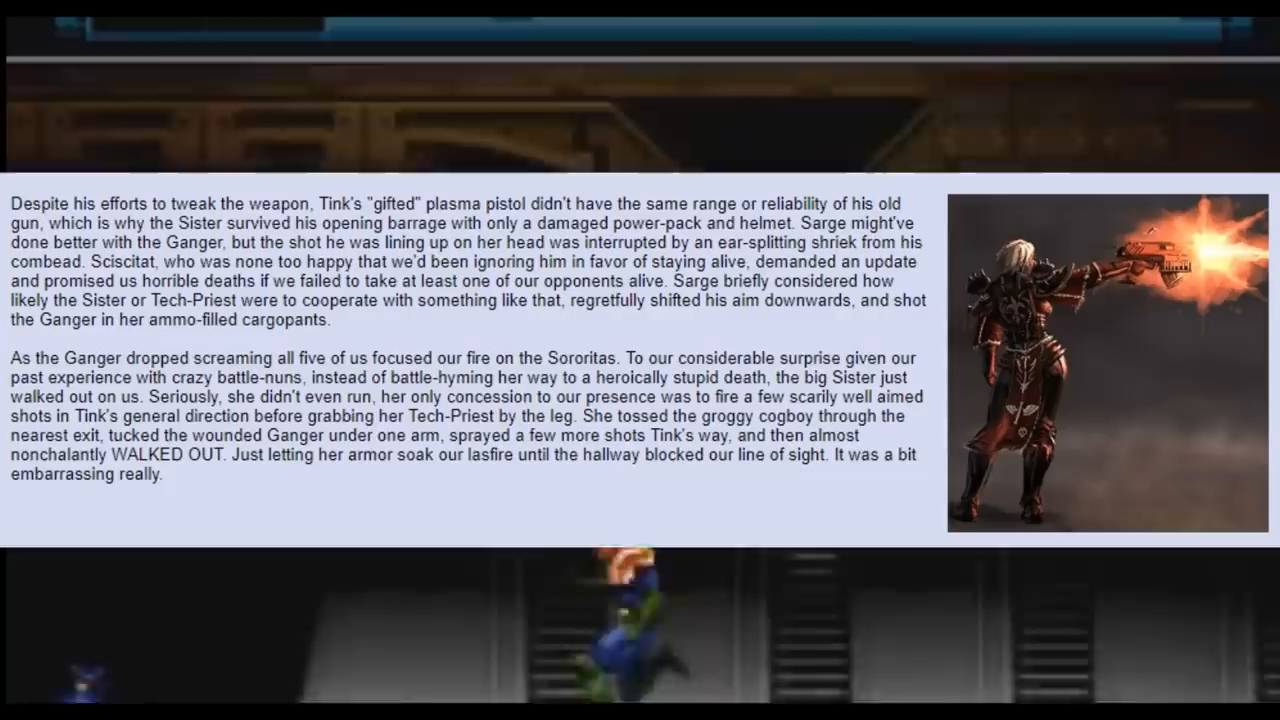 Despite his efforts to tweak the weapon, Tink's "gifted" plasma pistol didn't have the same range or reliability of his old
gun, which is why the Sister survived his opening barrage with only a damaged power-pack and helmet. Sarge might've
done better with the Ganger, but the shot he was lining up on her head was interrupted by an ear-splitting shriek from his
combead. Sciscitat, who was none too happy that we'd been ignoring him in favor of staying alive, demanded an update
and promised us horrible deaths if we failed to take at least one of our opponents alive. Sarge briefly considered how
likely the Sister or Tech-Priest were to cooperate with something like that, regretfully shifted his aim downwards, and shot
the Ganger in her ammo-filled cargopants.
As the Ganger dropped screaming all five of us focused our fire on the Sororitas. To our considerable surprise given our
past experience with crazy battle-nuns, instead of battle-hyming her way to a heroically stupid death, the big Sister just
walked out on us. Seriously, she didn't even run, her only concession to our presence was to fire a few scarily well aimed
shots in Tink's general direction before grabbing her Tech-Priest by the leg. She tossed the groggy cogboy through the
nearest exit, tucked the wounded Ganger under one arm, sprayed a few more shots Tink's way, and then almost
nonchalantly WALKED OUT. Just letting her armor soak our lasfire until the hallway blocked our line of sight. It was a bit
embarrassing really.